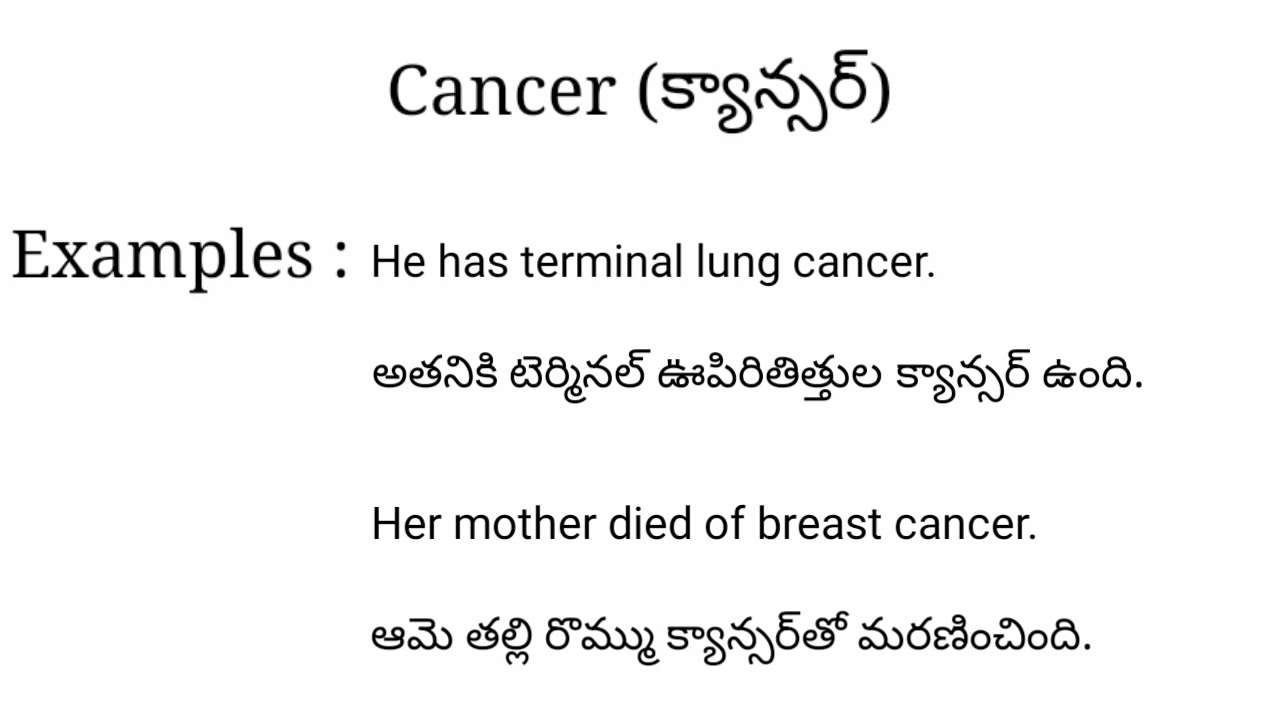 Cancer (క్యాన్సర్)
Examples : He has terminal lung cancer.
అతనికి టెర్మినల్ ఊపిరితిత్తుల క్యాన్సర్ ఉంది.
Her mother died of breast cancer.
ఆమె తల్లి రొమ్ము క్యాన్సర్‌తో మరణించింది.